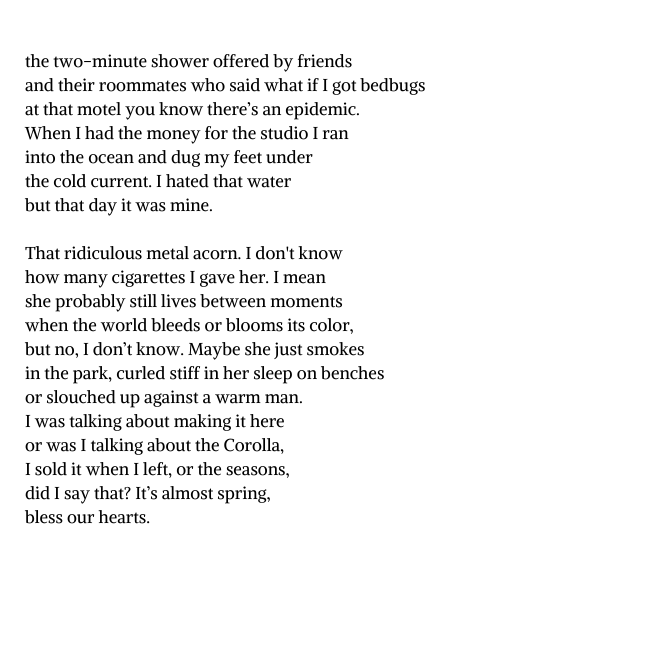 the two-minute shower offered by friends
and their roommates who said what if I got bedbugs
at that motel you know there’s an epidemic.
When I had the money for the studio I ran
into the ocean and dug my feet under
the cold current. I hated that water
but that day it was mine.

That ridiculous metal acorn. I don't know
how many cigarettes I gave her. I mean
she probably still lives between moments
when the world bleeds or blooms its color,
but no, I don’t know. Maybe she just smokes
in the park, curled stiff in her sleep on benches
or slouched up against a warm man.
I was talking about making it here
or was I talking about the Corolla,
I sold it when I left, or the seasons,
did I say that? It’s almost spring,
bless our hearts.